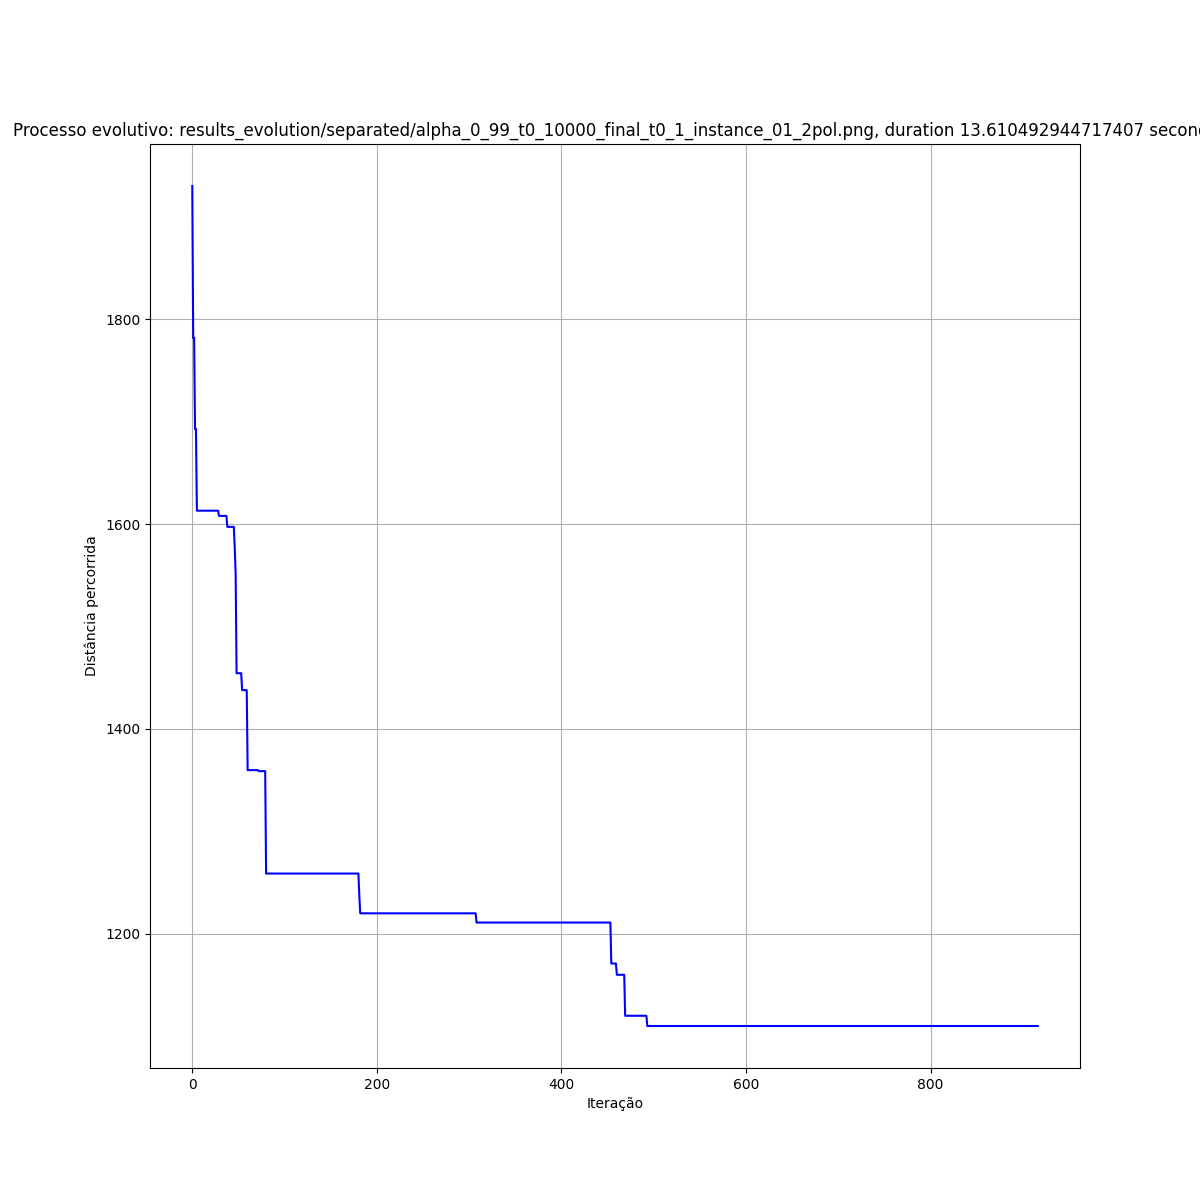 Processo evolutivo: results_evolution/separated/alpha_0_99_t0_10000_final_t0_1_instance_01_2pol.png, duration 13.610492944717407 secon
1800
1600
1400
1200
Distância percorrida
0 200 400 600 800
Iteração